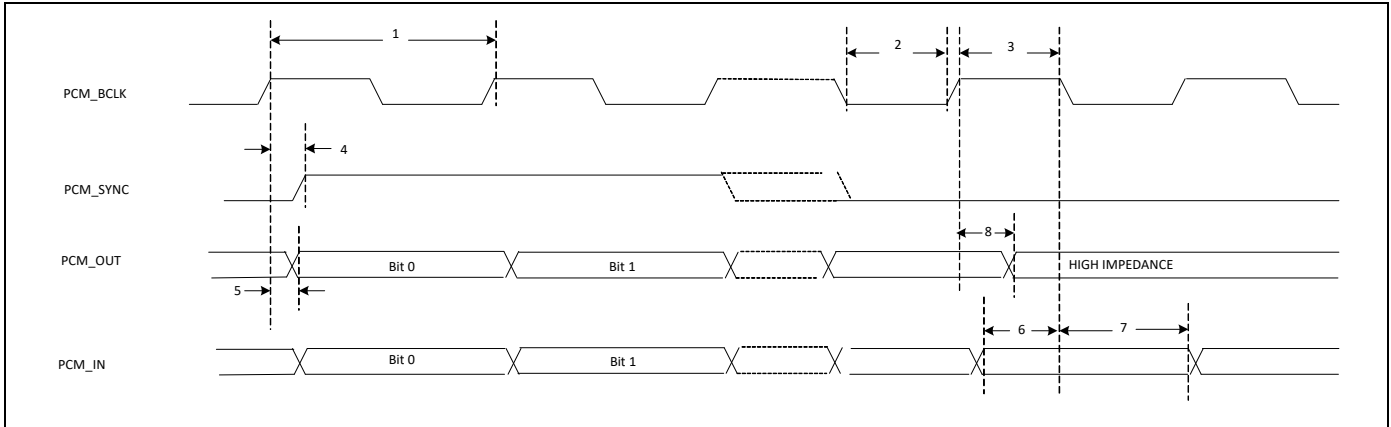 1
2
3
PCM_BCLK
4
PCM_SYNC
8
PCM_OUT
Bit 0
Bit 1
HIGH IMPEDANCE
5
6
7
PCM_IN
Bit 0
Bit 1